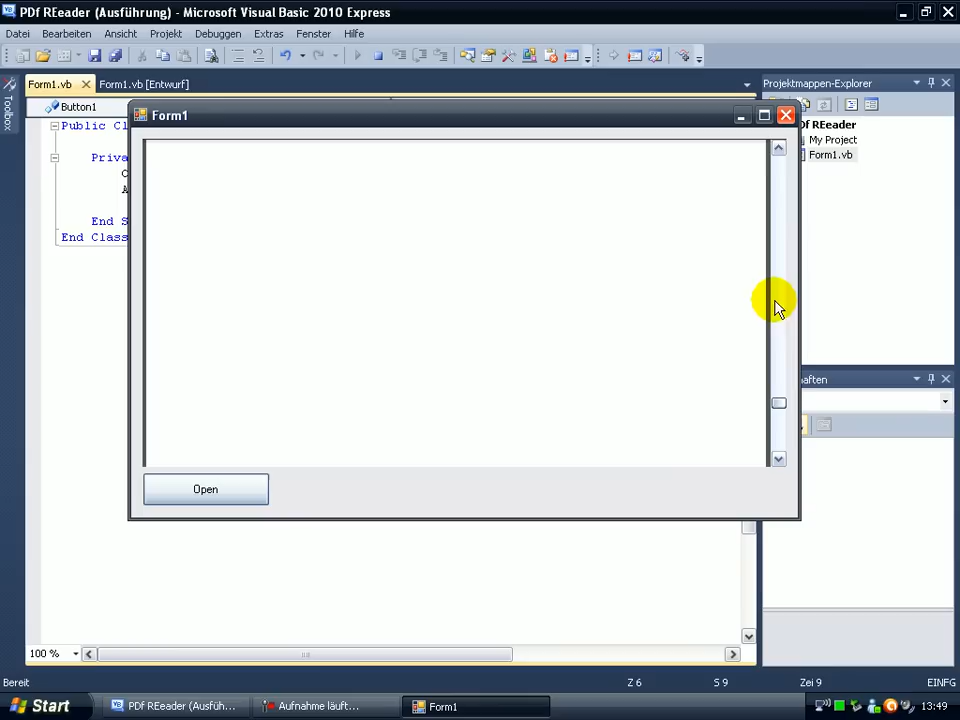 PDf REeader (Ausführung) - Microsoft Visual Basic 2010 Express
Datei Bearbeiten Ansicht Projekt Debuggen Extras Fenster Hilfe
Form1.vb Form1.vb [Entwurf] Projektmappen-Explorer
Toolbox
Button1
Form1
Public Cl
Df REeader
My Project
Form1.vb
Priva
End S
End Class
haften
Open
100 %
Bereit Z 6 S 9 Zei 9 EINFG
Start PDf REeader (Ausfüh... Aufnahme läuft... Form1 13:49